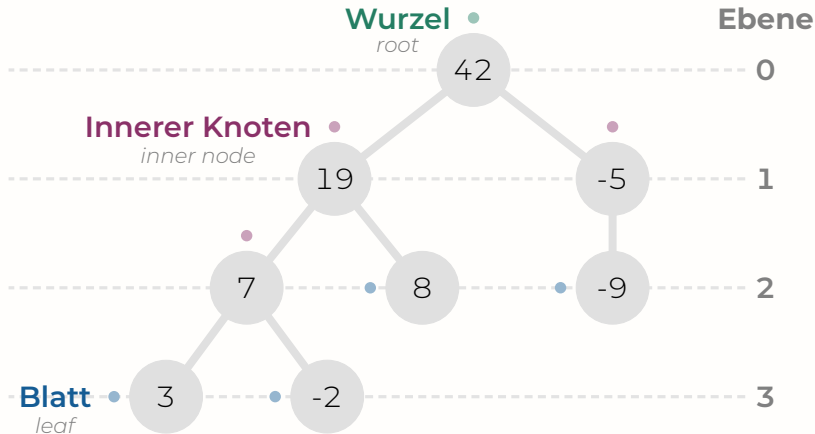 Wurzel
root
Ebene
42
0
Innerer Knoten
inner node
19
-5
1
7
8
-9
2
Blatt
leaf
3
-2
3